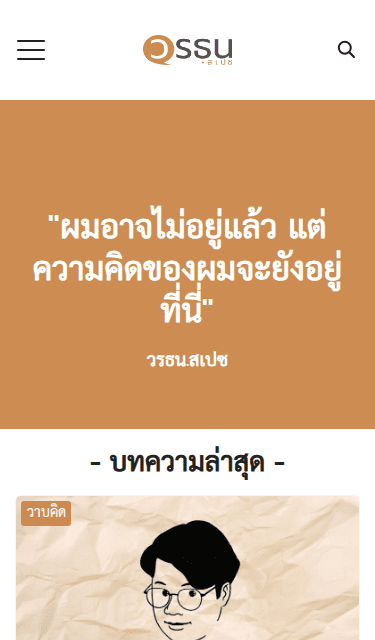 วรรน
.สเปซ
"ผมอาจไม่อยู่แล้ว แต่
ความคิดของผมจะยังอยู่
ที่นี่"
วรธน.สเปซ
- บทความล่าสุด -
วาบคิด